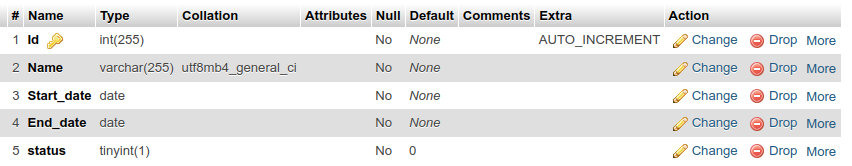 # Name Type Collation Attributes Null Default Comments Extra Action
1 Id int(255) No None AUTO_INCREMENT Change Drop More
2 Name varchar(255) utf8mb4_general_ci No None Change Drop More
3 Start_date date No None Change Drop More
4 End_date date No None Change Drop More
5 status tinyint(1) No 0 Change Drop More